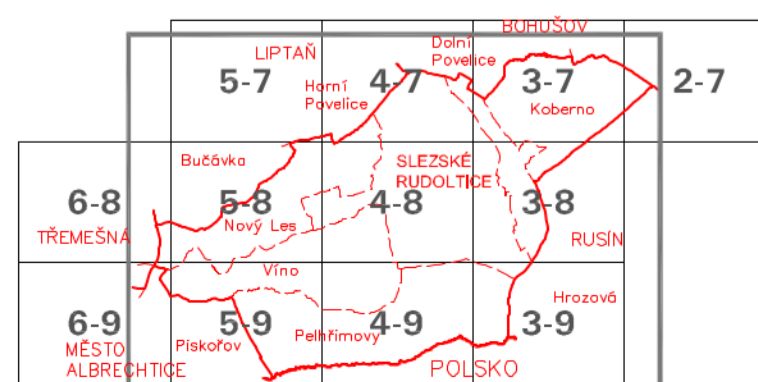 BOHUŠOV
LIPTAŇ
Dolní
Povelice
5-7
4-7
3-7
2-7
Horní
Povelice
Koberno
Bučávka
SLEZSKÉ
RUDOLTICE
6-8
5-8
4-8
3-8
TŘEMEŠNÁ
Nový Les
RUSÍN
Víno
Hrozová
6-9
5-9
4-9
3-9
MĚSTO
ALBRECHTICE
Pískořov
Pelhřimovy
POLSKO